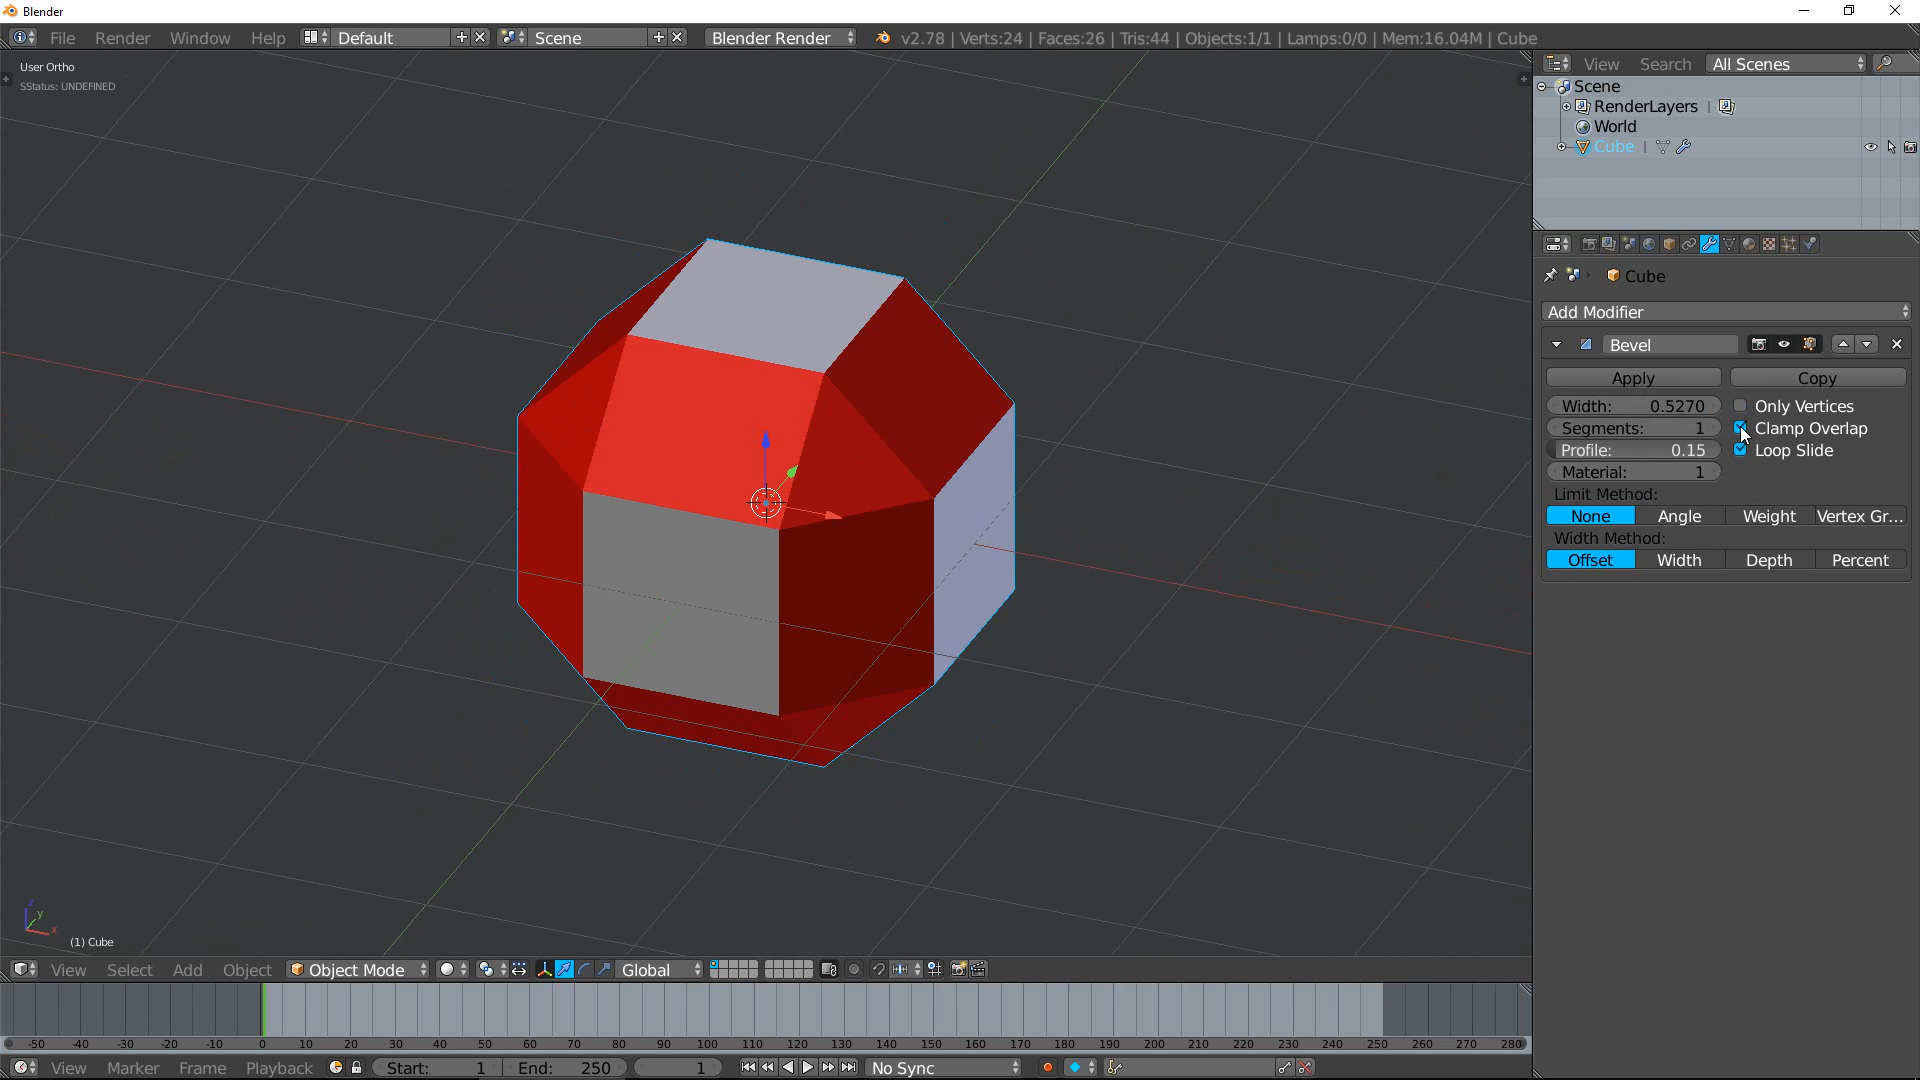 Blender
File Render Window Help Default Scene Blender Render v2.78 | Verts:24 | Faces:26 | Tris:44 | Objects:1/1 | Lamps:0/0 | Mem:16.04M | Cube
User Ortho
SStatus: UNDEFINED
View Search All Scenes
Scene
RenderLayers |
World
Cube |
Cube
Add Modifier
Bevel
Apply Copy
Width: 0.5270 Only Vertices
Segments: 1 Clamp Overlap
Profile: 0.15 Loop Slide
Material: 1
Limit Method:
None Angle Weight Vertex Gr...
Width Method:
Offset Width Depth Percent
z
y
x
(1) Cube
View Select Add Object Object Mode Global
-50 -40 -30 -20 -10 0 10 20 30 40 50 60 70 80 90 100 110 120 130 140 150 160 170 180 190 200 210 220 230 240 250 260 270 280
View Marker Frame Playback Start: 1 End: 250 1 No Sync